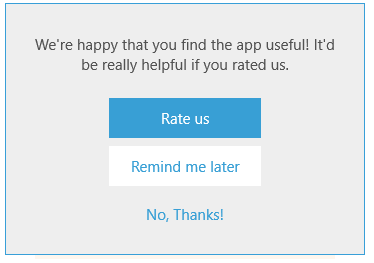 We're happy that you find the app useful! It'd
be really helpful if you rated us.
Rate us
Remind me later
No, Thanks!